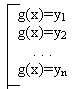 g(x)=y₁
g(x)=y₂
. . .
g(x)=yₙ